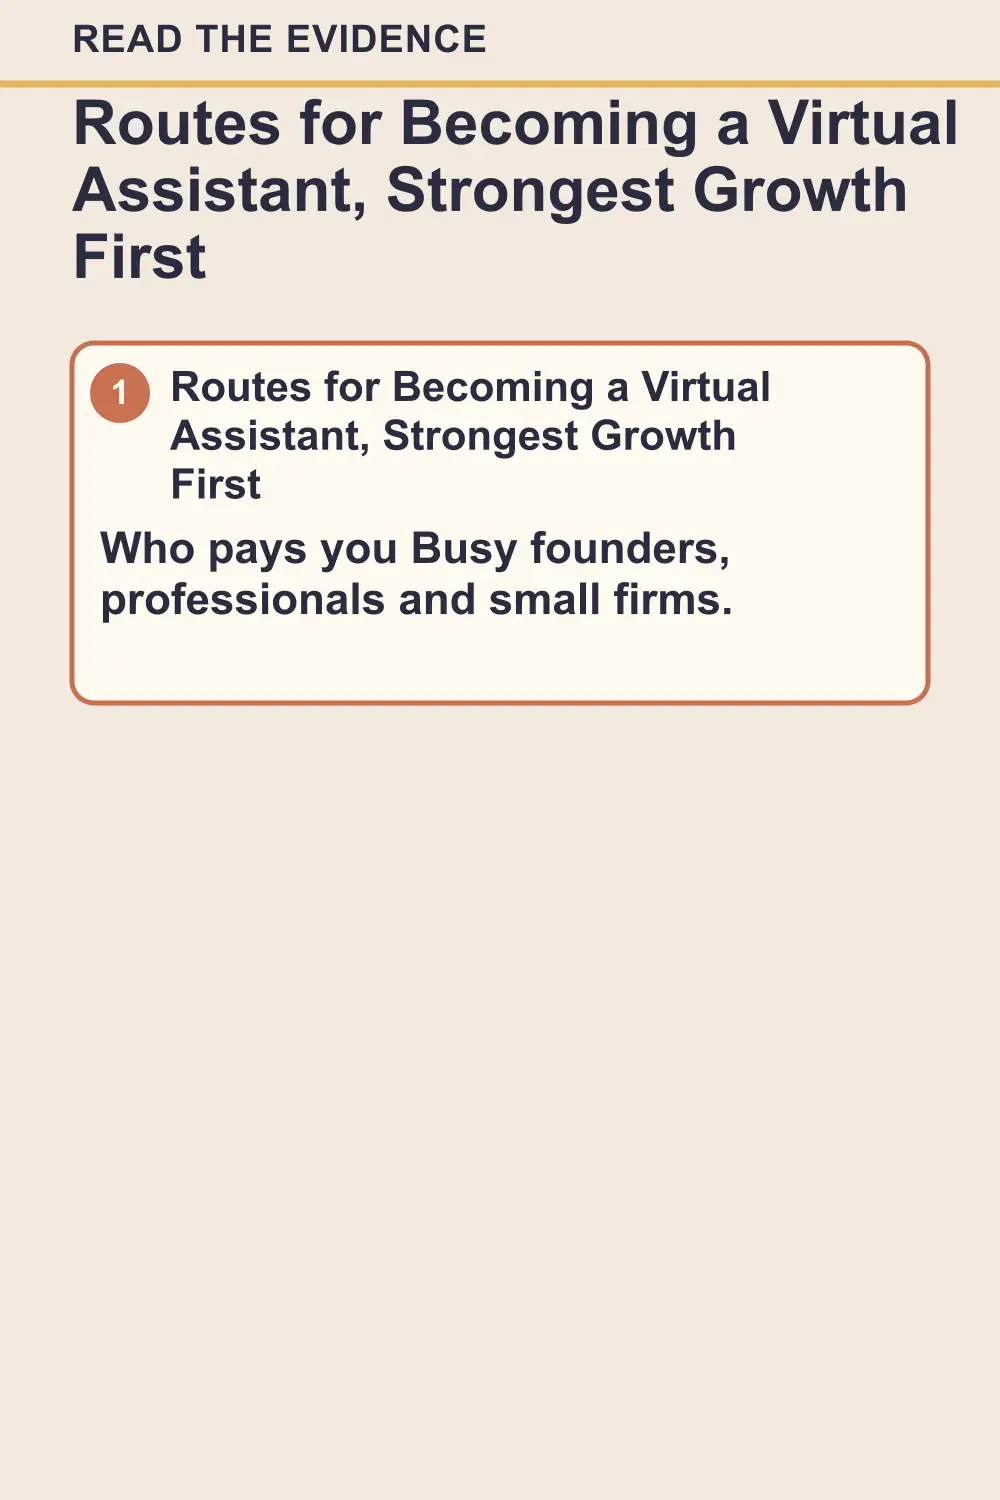 READ THE EVIDENCE
Routes for Becoming a Virtual
Assistant, Strongest Growth
First
1
Routes for Becoming a Virtual
Assistant, Strongest Growth
First
Who pays you Busy founders,
professionals and small firms.